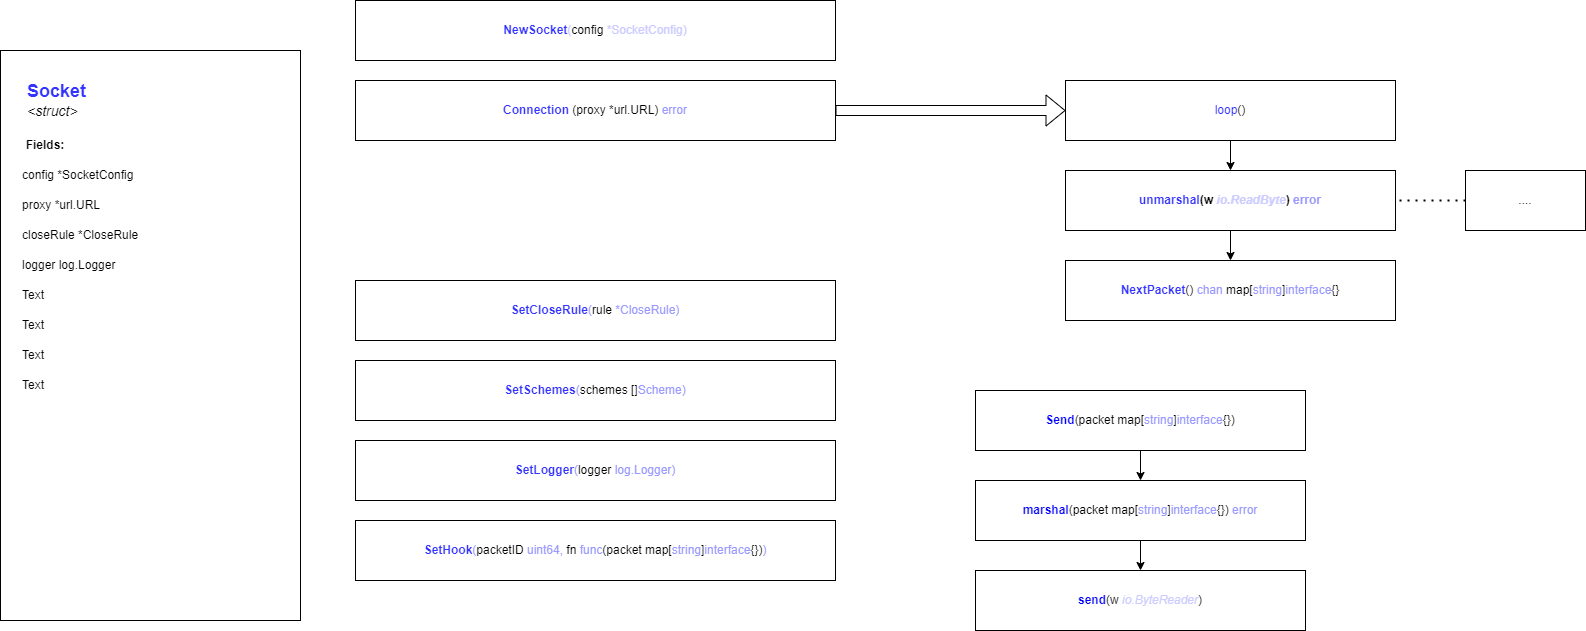 Socket
<struct>
Fields:
config *SocketConfig
proxy *url.URL
closeRule *CloseRule
logger log.Logger
Text
Text
Text
Text
NewSocket(config *SocketConfig)
Connection (proxy *url.URL) error
SetCloseRule(rule *CloseRule)
SetSchemes(schemes []Scheme)
SetLogger(logger log.Logger)
SetHook(packetID uint64, fn func(packet map[string]interface{}))
loop()
unmarshal(w io.ReadByte) error
....
NextPacket() chan map[string]interface{}
Send(packet map[string]interface{})
marshal(packet map[string]interface{}) error
send(w io.ByteReader)